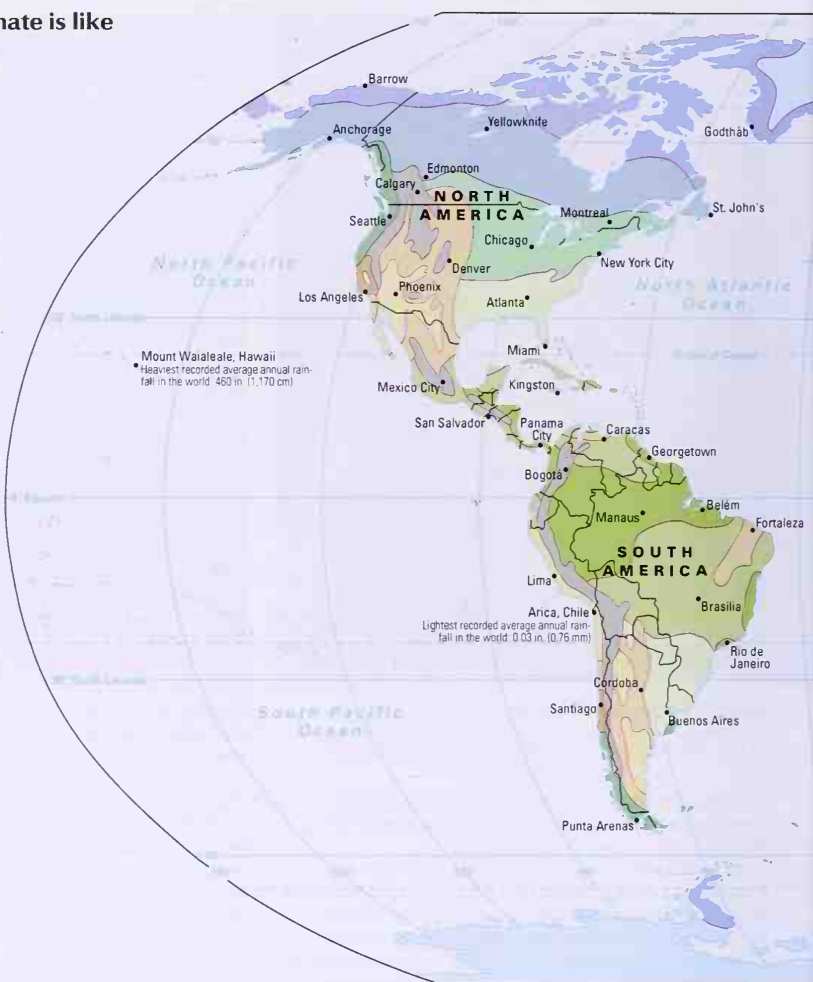 nate is like
Barrow
Anchorage
Yellowknife
Godthåb
Edmonton
Calgary
NORTH
AMERICA
Montreal
St. John's
Seattle
Chicago
New York City
Denver
North Pacific
Ocean
North Atlantic
Ocean
Phoenix
Los Angeles
Atlanta
Mount Waialeale, Hawaii
Heaviest recorded average annual rain-
fall in the world 460 in. (1,170 cm)
Miami
Mexico City
Kingston
San Salvador
Panama
City
Caracas
Georgetown
Bogotá
Belém
Manaus
Fortaleza
SOUTH
AMERICA
Lima
Brasília
Arica, Chile
Lightest recorded average annual rain-
fall in the world 0.03 in. (0.76 mm)
Rio de
Janeiro
Córdoba
South Pacific
Ocean
Santiago
Buenos Aires
Punta Arenas